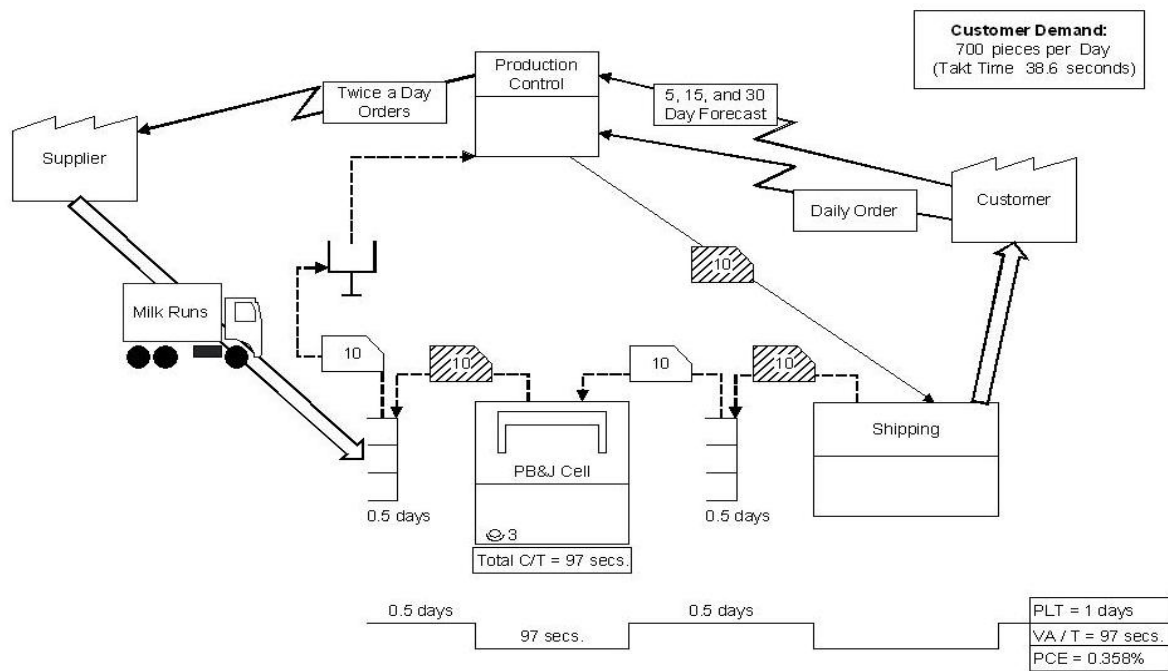 Customer Demand:
700 pieces per Day
(Takt Time 38.6 seconds)
Production
Control
Twice a Day
Orders
5, 15, and 30
Day Forecast
Supplier
Customer
Daily Order
10
Milk Runs
10
10
10
10
Shipping
PB&J Cell
0.5 days
0.5 days
3
Total C/T = 97 secs.
0.5 days
0.5 days
PLT = 1 days
97 secs.
VA / T = 97 secs.
PCE = 0.358%